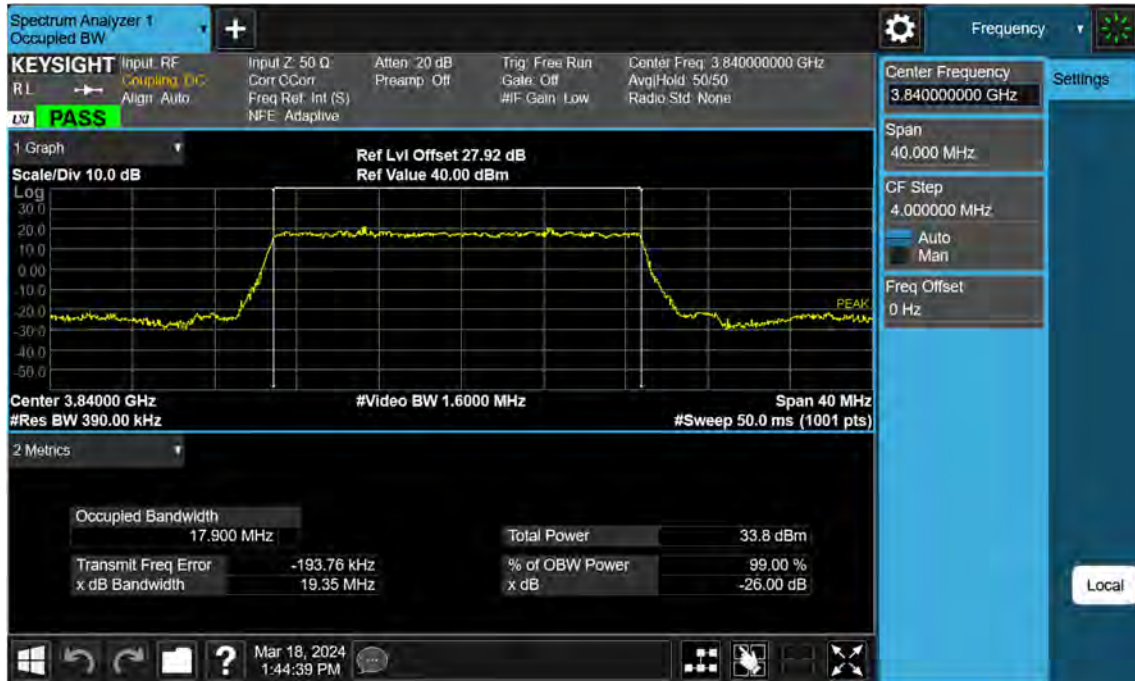 Spectrum Analyzer 1
Occupied BW
Frequency
KEYSIGHT
R L
LXI PASS
Input: RF
Coupling: DC
Align: Auto
Input Z: 50 Ω
Corr CCorr
Freq Ref: Int (S)
NFE: Adaptive
Atten: 20 dB
Preamp: Off
Trig: Free Run
Gate: Off
#IF Gain: Low
Center Freq: 3.840000000 GHz
Avg|Hold: 50/50
Radio Std: None
Center Frequency
3.840000000 GHz
Settings
Span
40.000 MHz
CF Step
4.000000 MHz
Auto
Man
Freq Offset
0 Hz
1 Graph
Scale/Div 10.0 dB
Ref Lvl Offset 27.92 dB
Ref Value 40.00 dBm
Log
30.0
20.0
10.0
0.00
-10.0
-20.0
-30.0
-40.0
-50.0
PEAK
Center 3.84000 GHz
#Video BW 1.6000 MHz
Span 40 MHz
#Res BW 390.00 kHz
#Sweep 50.0 ms (1001 pts)
2 Metrics
Occupied Bandwidth
17.900 MHz
Total Power 33.8 dBm
Transmit Freq Error -193.76 kHz
% of OBW Power 99.00 %
x dB Bandwidth 19.35 MHz
x dB -26.00 dB
Local
?
Mar 18, 2024
1:44:39 PM